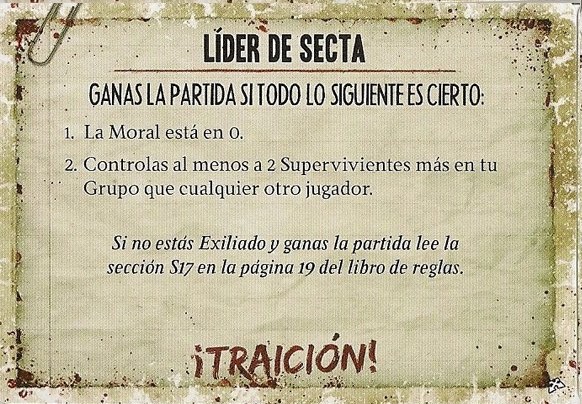 LÍDER DE SECTA
GANAS LA PARTIDA SI TODO LO SIGUIENTE ES CIERTO:
1. La Moral está en 0.
2. Controlas al menos a 2 Supervivientes más en tu
Grupo que cualquier otro jugador.
Si no estás Exiliado y ganas la partida lee la
sección S17 en la página 19 del libro de reglas.
¡TRAICIÓN!